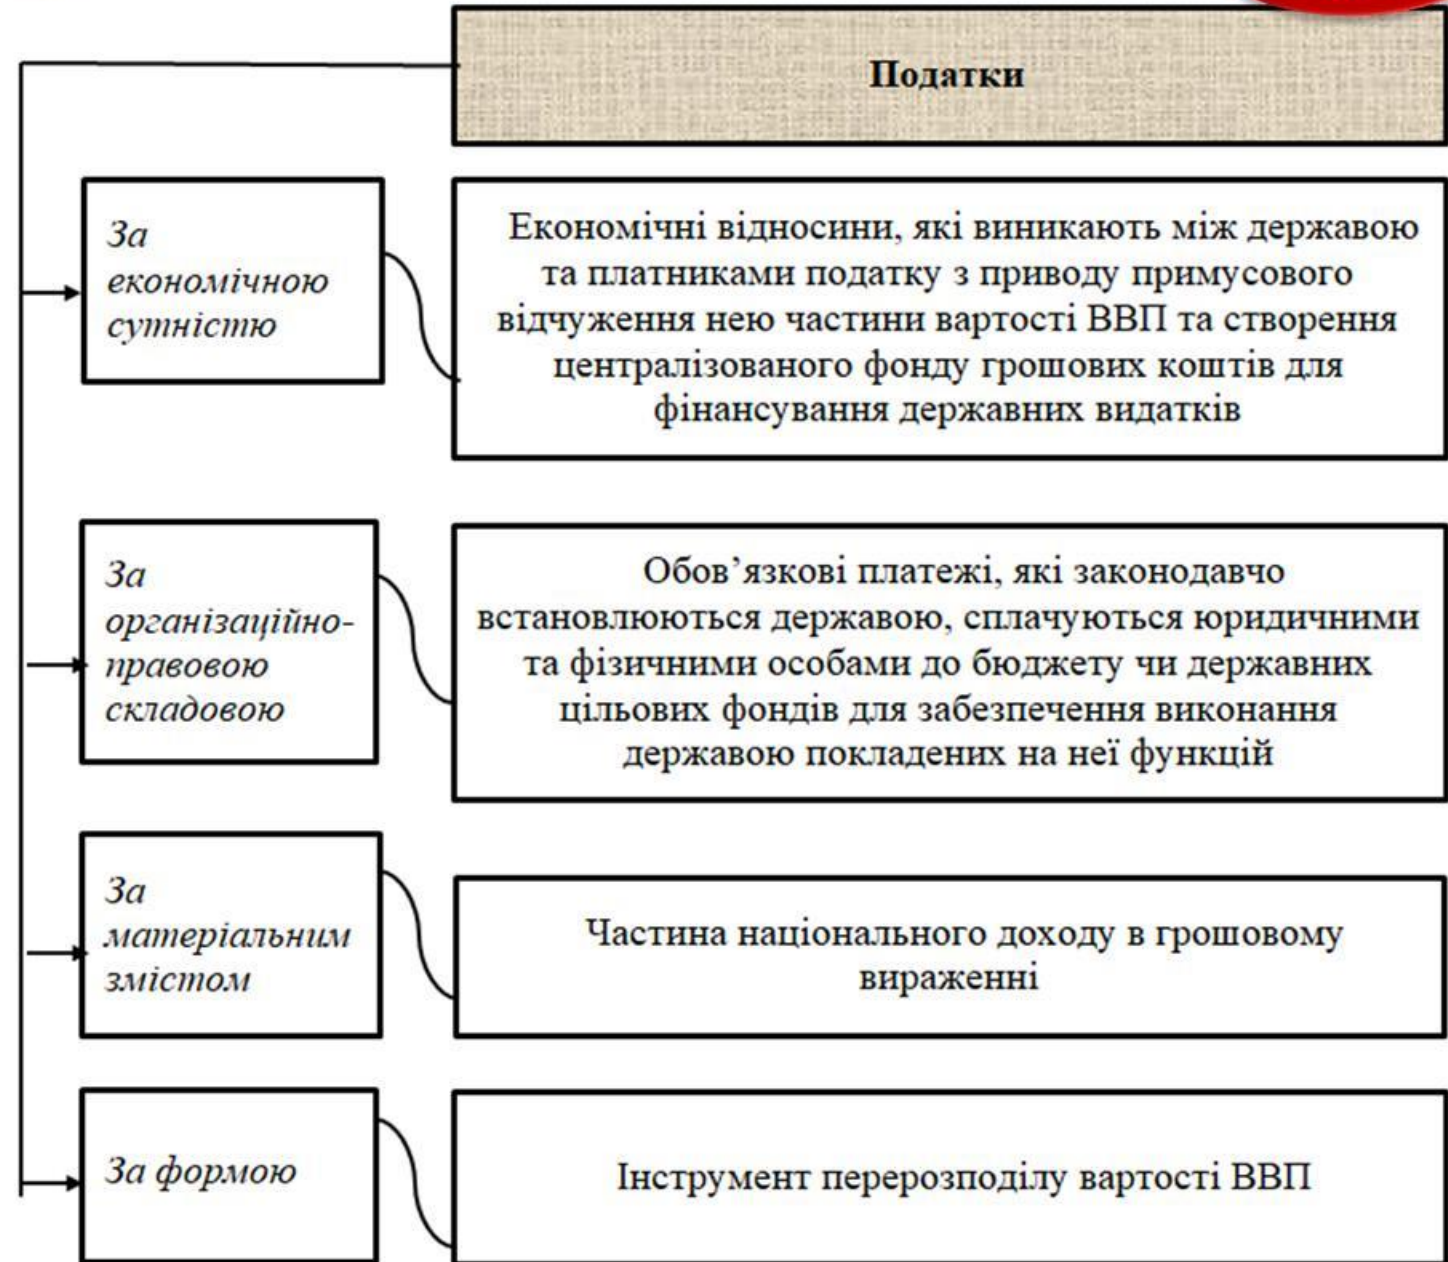 Податки
За
економічною
сутністю
Економічні відносини, які виникають між державою
та платниками податку з приводу примусового
відчуження нею частини вартості ВВП та створення
централізованого фонду грошових коштів для
фінансування державних видатків
За
організаційно-
правовою
складовою
Обов’язкові платежі, які законодавчо
встановлюються державою, сплачуються юридичними
та фізичними особами до бюджету чи державних
цільових фондів для забезпечення виконання
державою покладених на неї функцій
За
матеріальним
змістом
Частина національного доходу в грошовому
вираженні
За формою
Інструмент перерозподілу вартості ВВП